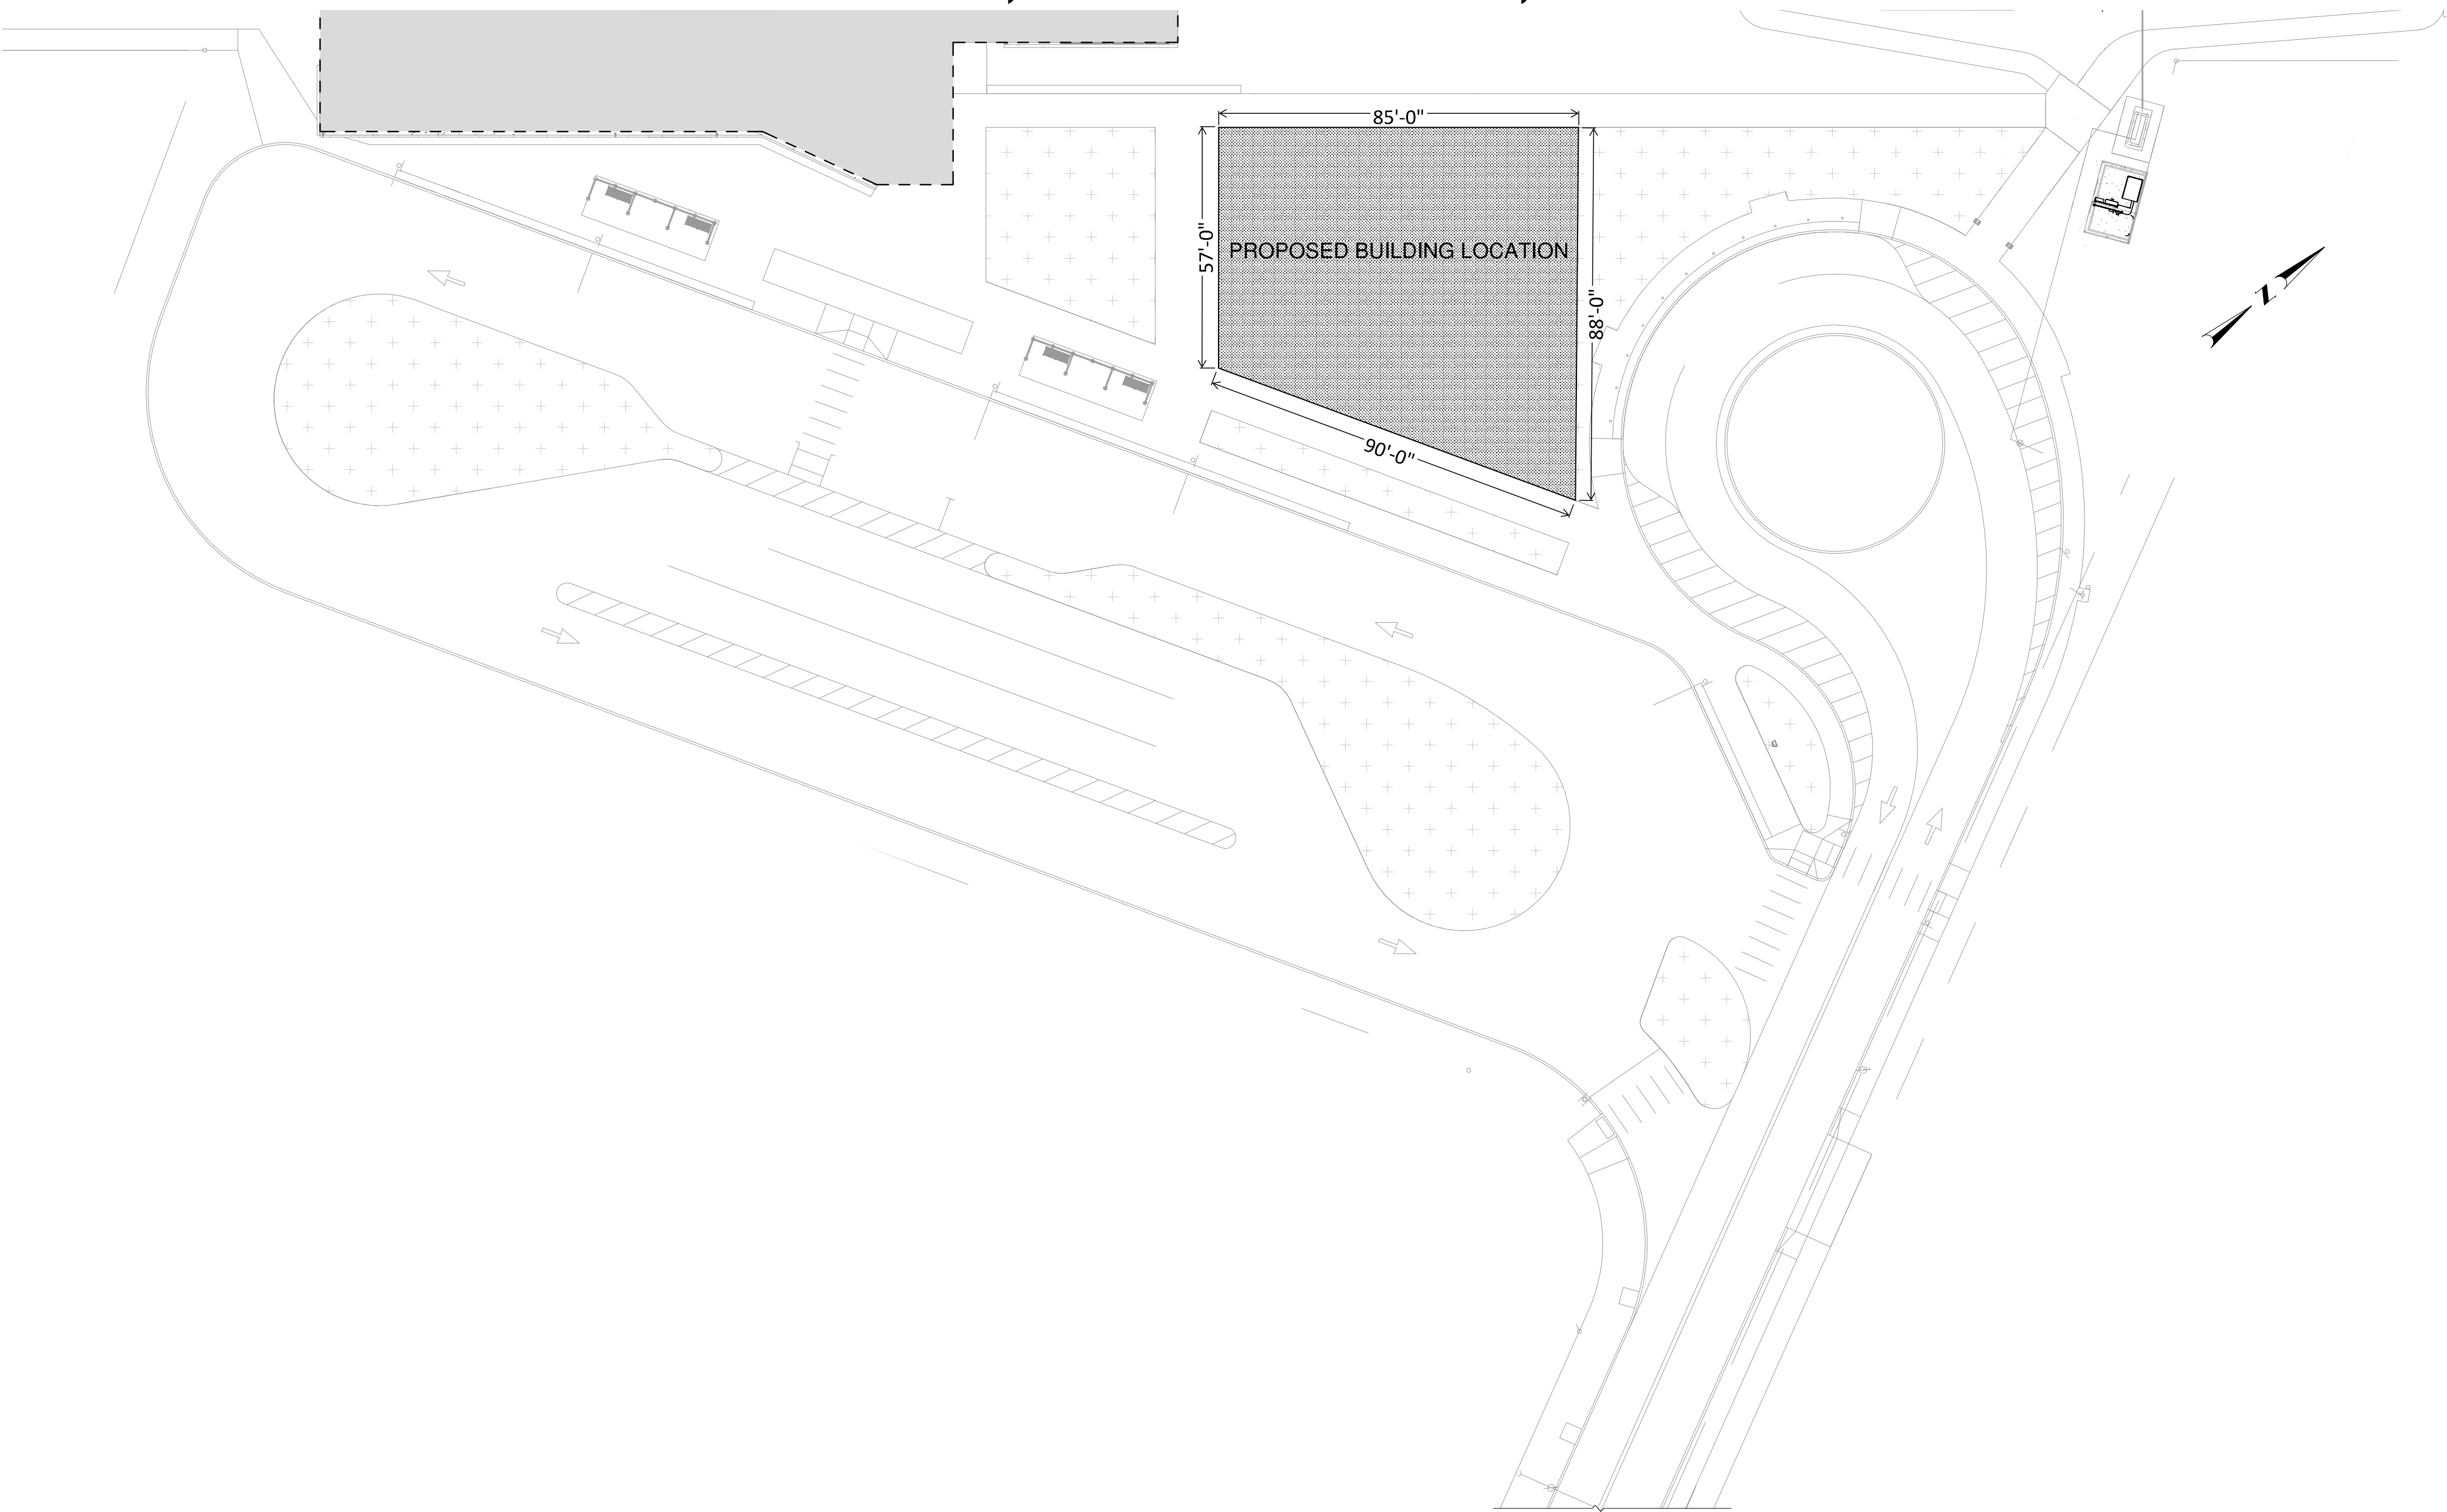 85'-0"
57'-0"
PROPOSED BUILDING LOCATION
88'-0"
90'-0"
Z